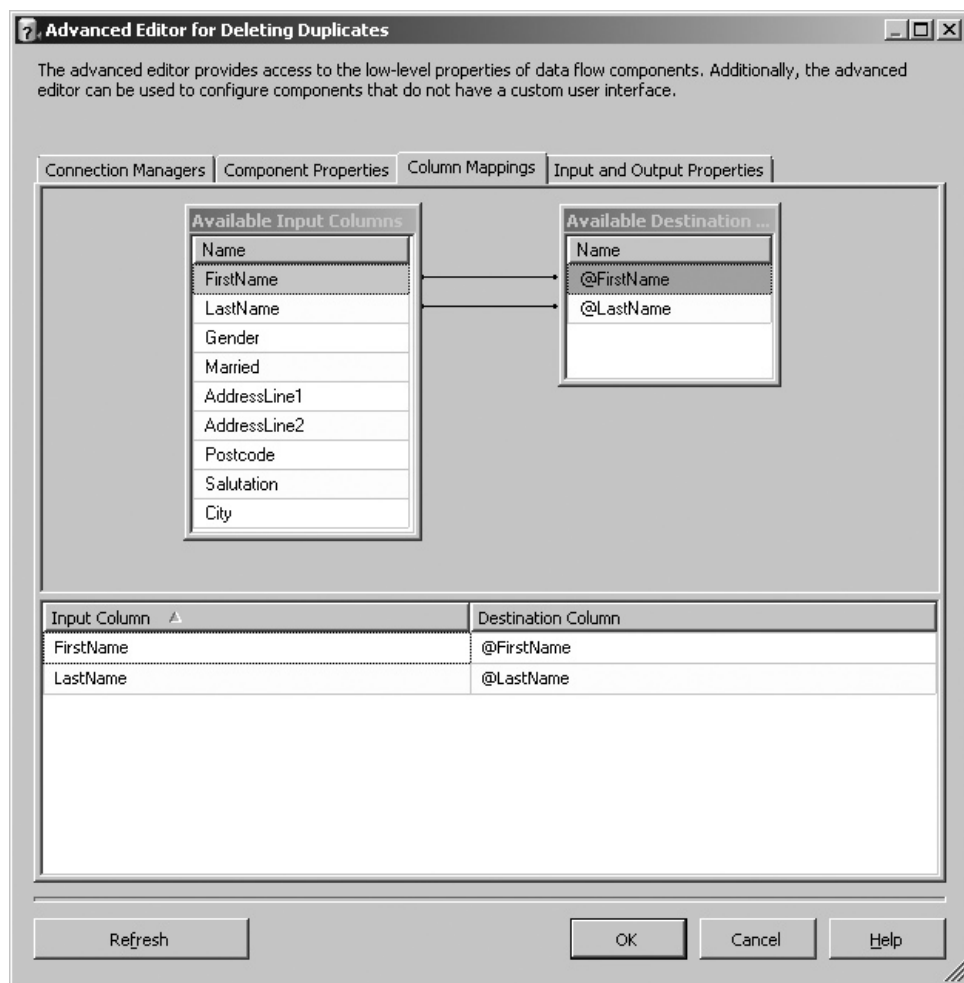 Advanced Editor for Deleting Duplicates
The advanced editor provides access to the low-level properties of data flow components. Additionally, the advanced
editor can be used to configure components that do not have a custom user interface.
Connection Managers
Component Properties
Column Mappings
Input and Output Properties
Available Input Columns
Name
FirstName
LastName
Gender
Married
AddressLine1
AddressLine2
Postcode
Salutation
City
Available Destination ...
Name
@FirstName
@LastName
Input Column
Destination Column
FirstName
@FirstName
LastName
@LastName
Refresh
OK
Cancel
Help